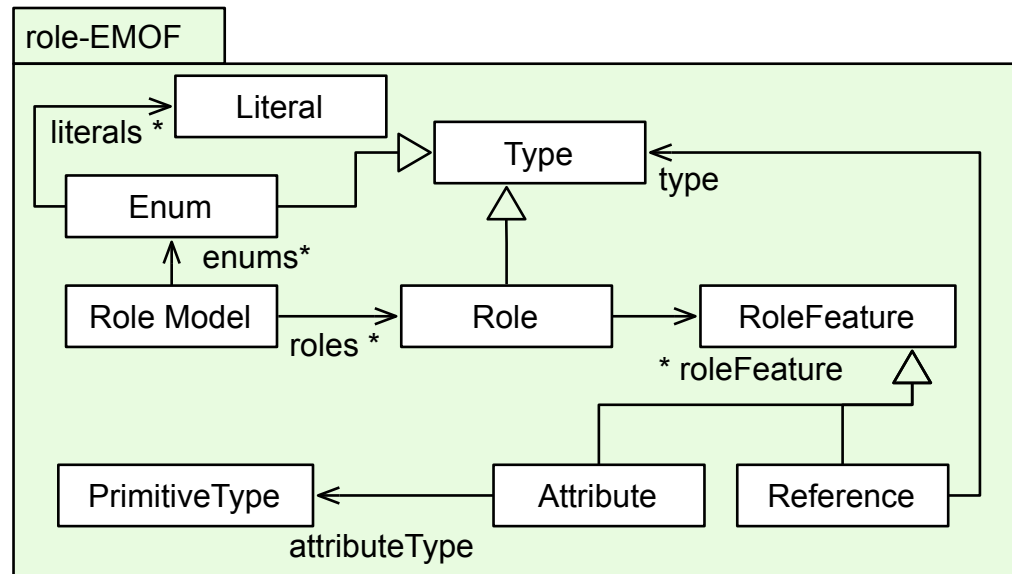 role-EMOF
Literal
literals *
Type
type
Enum
enums*
Role Model
Role
RoleFeature
roles *
* roleFeature
PrimitiveType
Attribute
Reference
attributeType